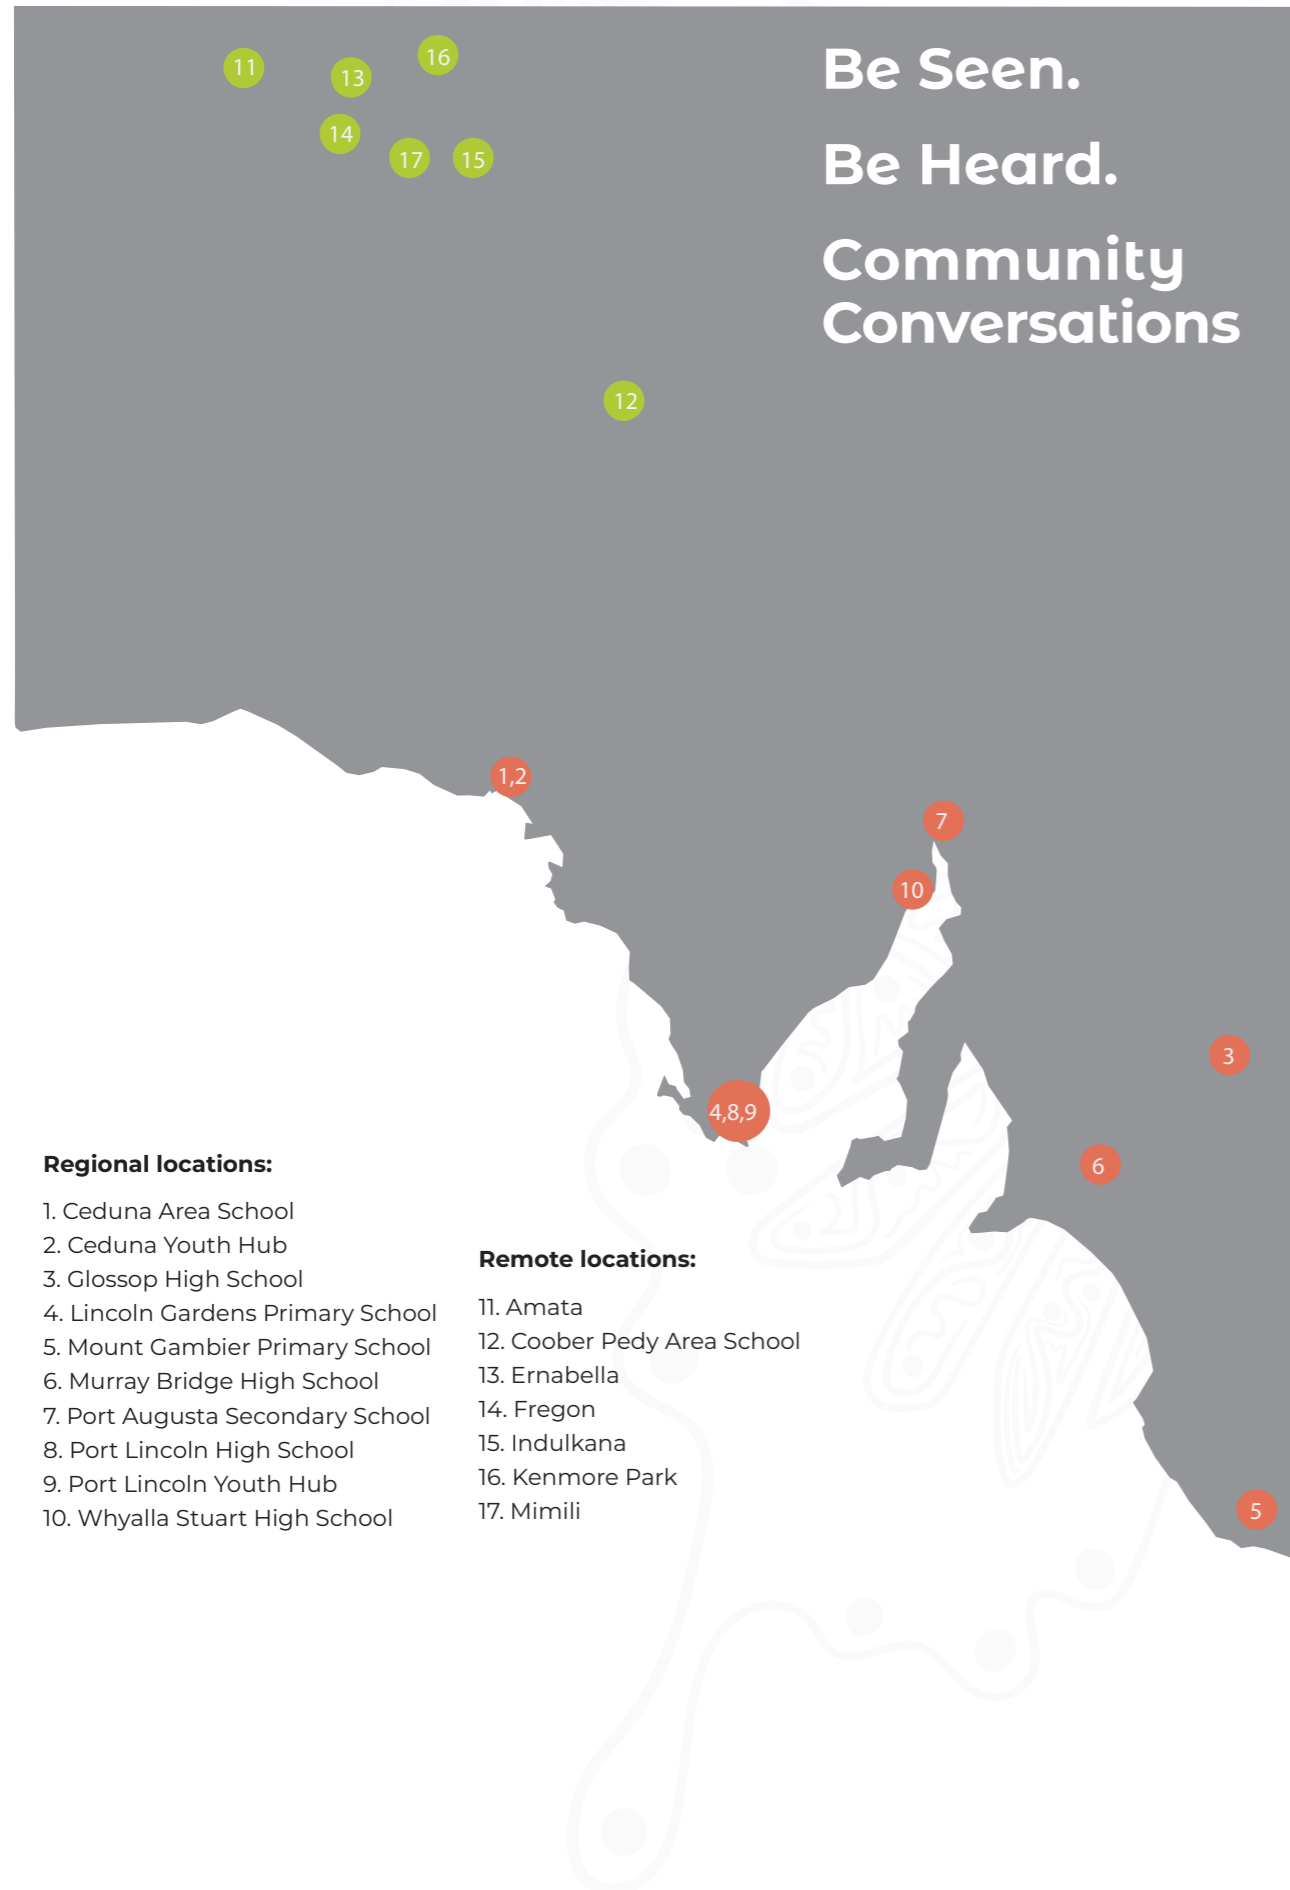 Be Seen.
Be Heard.
Community
Conversations
11
13
16
14
17
15
12
1,2
7
10
3
4,8,9
6
5
Regional locations:
1. Ceduna Area School
2. Ceduna Youth Hub
3. Glossop High School
4. Lincoln Gardens Primary School
5. Mount Gambier Primary School
6. Murray Bridge High School
7. Port Augusta Secondary School
8. Port Lincoln High School
9. Port Lincoln Youth Hub
10. Whyalla Stuart High School
Remote locations:
11. Amata
12. Coober Pedy Area School
13. Ernabella
14. Fregon
15. Indulkana
16. Kenmore Park
17. Mimili